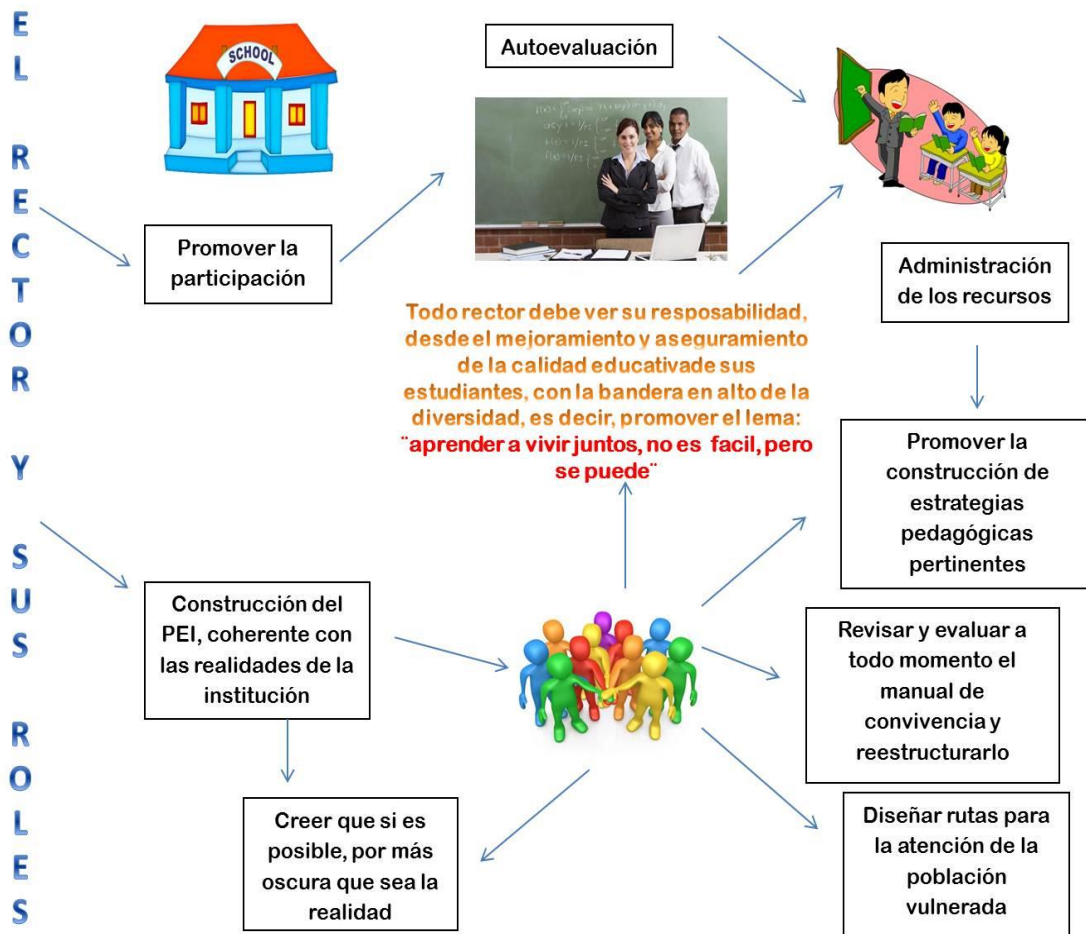 EL RECTOR Y SUS ROLES
SCHOOL
Autoevaluación
Promover la
participación
Administración
de los recursos
Todo rector debe ver su resposabilidad,
desde el mejoramiento y aseguramiento
de la calidad educativade sus
estudiantes, con la bandera en alto de la
diversidad, es decir, promover el lema:
¨aprender a vivir juntos, no es facil, pero
se puede¨
Promover la
construcción de
estrategias
pedagógicas
pertinentes
Construcción del
PEI, coherente con
las realidades de la
institución
Revisar y evaluar a
todo momento el
manual de
convivencia y
reestructurarlo
Creer que si es
posible, por más
oscura que sea la
realidad
Diseñar rutas para
la atención de la
población
vulnerada